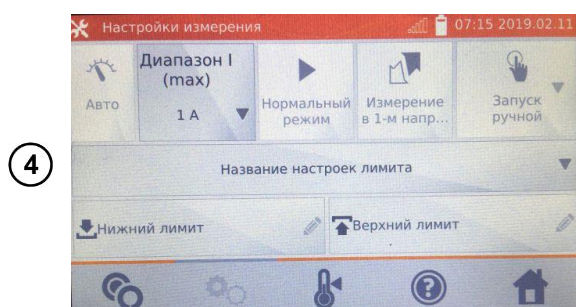 Настройки измерения 07:15 2019.02.11
Диапазон I
(max)
Авто
1 A
Нормальный
режим
Измерение
в 1-м напр...
Запуск
ручной
4
Название настроек лимита
Нижний лимит
Верхний лимит